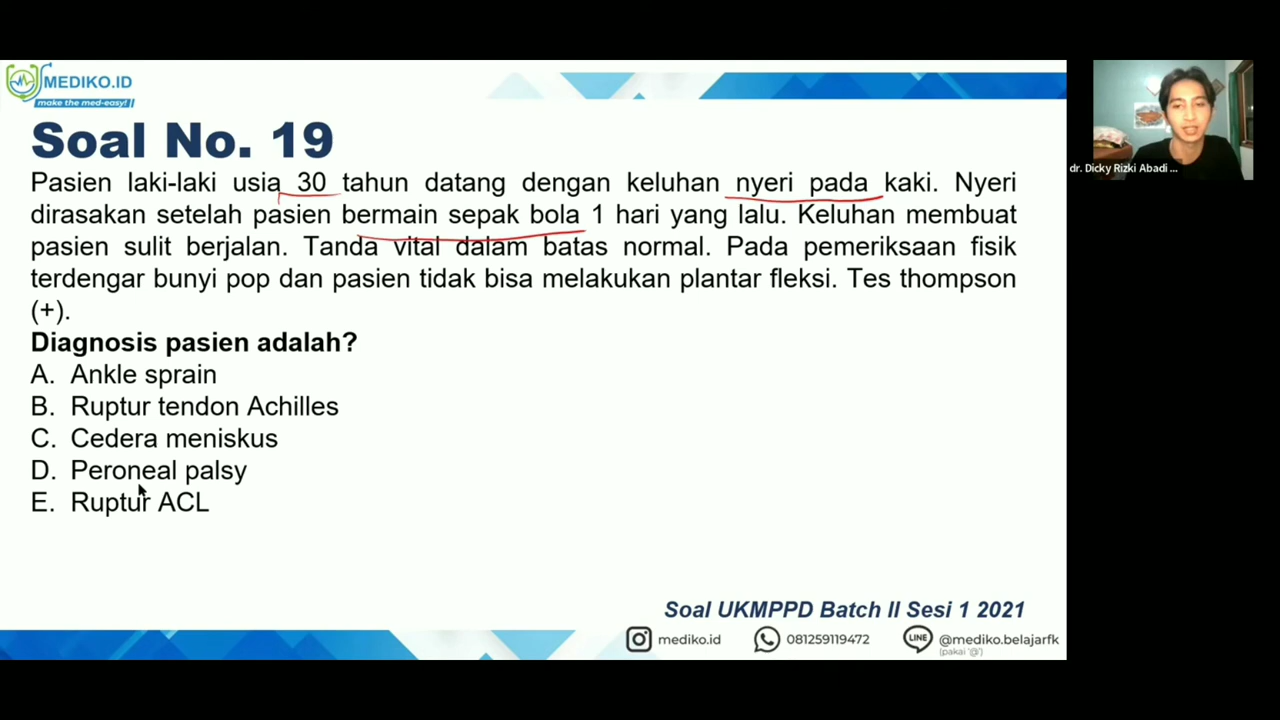 MEDIKO.ID
make the med-easy!
Soal No. 19
Pasien laki-laki usia 30 tahun datang dengan keluhan nyeri pada kaki. Nyeri
dirasakan setelah pasien bermain sepak bola 1 hari yang lalu. Keluhan membuat
pasien sulit berjalan. Tanda vital dalam batas normal. Pada pemeriksaan fisik
terdengar bunyi pop dan pasien tidak bisa melakukan plantar fleksi. Tes thompson
(+).
Diagnosis pasien adalah?
A. Ankle sprain
B. Ruptur tendon Achilles
C. Cedera meniskus
D. Peroneal palsy
E. Ruptur ACL
Soal UKMPPD Batch II Sesi 1 2021
mediko.id
081259119472
LINE
@mediko.belajarfk
(pakai '@')
dr. Dicky Rizki Abadi ...